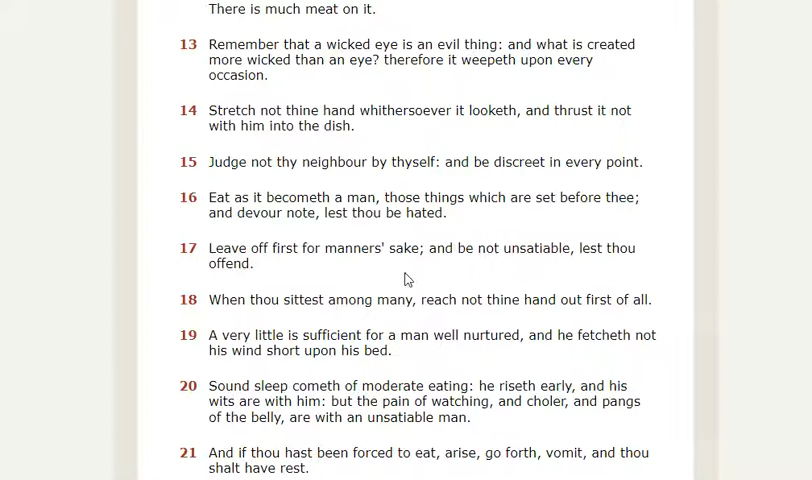 There is much meat on it.
13 Remember that a wicked eye is an evil thing: and what is created
more wicked than an eye? therefore it weepeth upon every
occasion.
14 Stretch not thine hand whithersoever it looketh, and thrust it not
with him into the dish.
15 Judge not thy neighbour by thyself: and be discreet in every point.
16 Eat as it becometh a man, those things which are set before thee;
and devour note, lest thou be hated.
17 Leave off first for manners' sake; and be not unsatiable, lest thou
offend.
18 When thou sittest among many, reach not thine hand out first of all.
19 A very little is sufficient for a man well nurtured, and he fetcheth not
his wind short upon his bed.
20 Sound sleep cometh of moderate eating: he riseth early, and his
wits are with him: but the pain of watching, and choler, and pangs
of the belly, are with an unsatiable man.
21 And if thou hast been forced to eat, arise, go forth, vomit, and thou
shalt have rest.